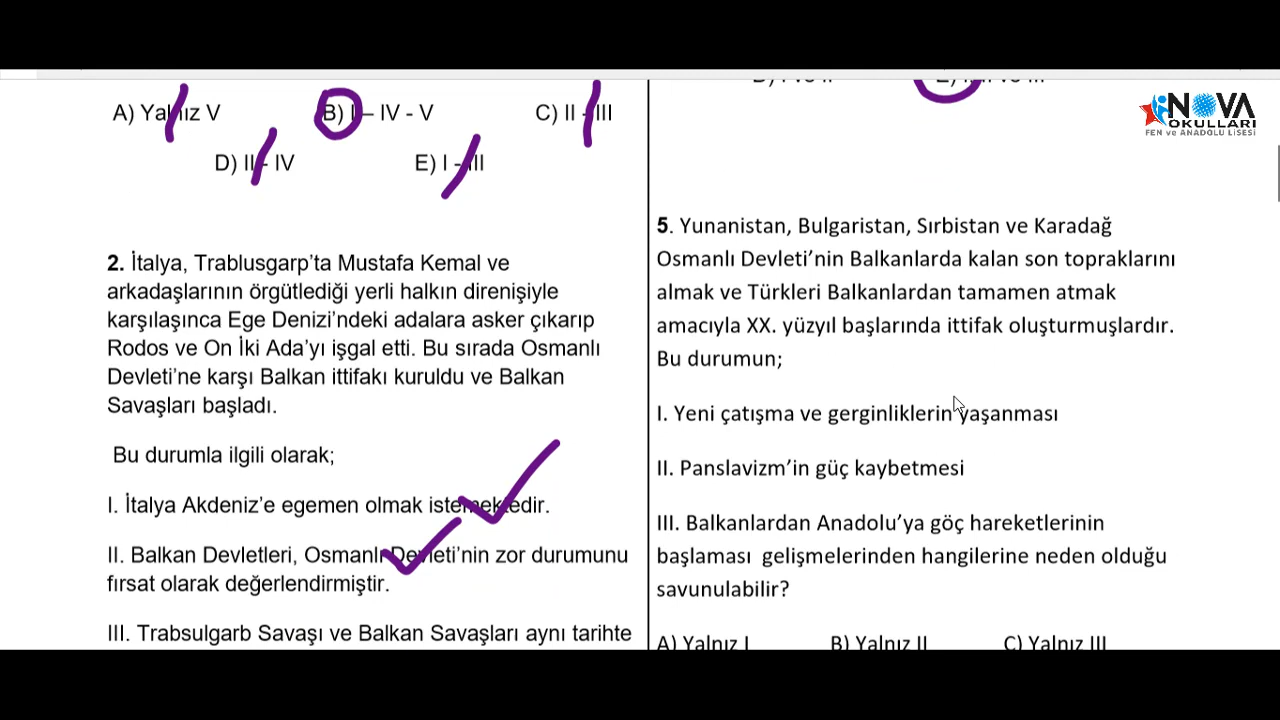 A) Yalnız V B) I – IV - V C) II - III
D) II - IV E) I - III
2. İtalya, Trablusgarp'ta Mustafa Kemal ve
arkadaşlarının örgütlediği yerli halkın direnişiyle
karşılaşınca Ege Denizi'ndeki adalara asker çıkarıp
Rodos ve On İki Ada'yı işgal etti. Bu sırada Osmanlı
Devleti'ne karşı Balkan ittifakı kuruldu ve Balkan
Savaşları başladı.
Bu durumla ilgili olarak;
I. İtalya Akdeniz'e egemen olmak istemektedir.
II. Balkan Devletleri, Osmanlı Devleti'nin zor durumunu
fırsat olarak değerlendirmiştir.
III. Trabsulgarb Savaşı ve Balkan Savaşları aynı tarihte
NOVA
OKULLARI
FEN ve ANADOLU LİSESİ
5. Yunanistan, Bulgaristan, Sırbistan ve Karadağ
Osmanlı Devleti'nin Balkanlarda kalan son topraklarını
almak ve Türkleri Balkanlardan tamamen atmak
amacıyla XX. yüzyıl başlarında ittifak oluşturmuşlardır.
Bu durumun;
I. Yeni çatışma ve gerginliklerin yaşanması
II. Panslavizm'in güç kaybetmesi
III. Balkanlardan Anadolu'ya göç hareketlerinin
başlaması gelişmelerinden hangilerine neden olduğu
savunulabilir?
A) Yalnız I B) Yalnız II C) Yalnız III